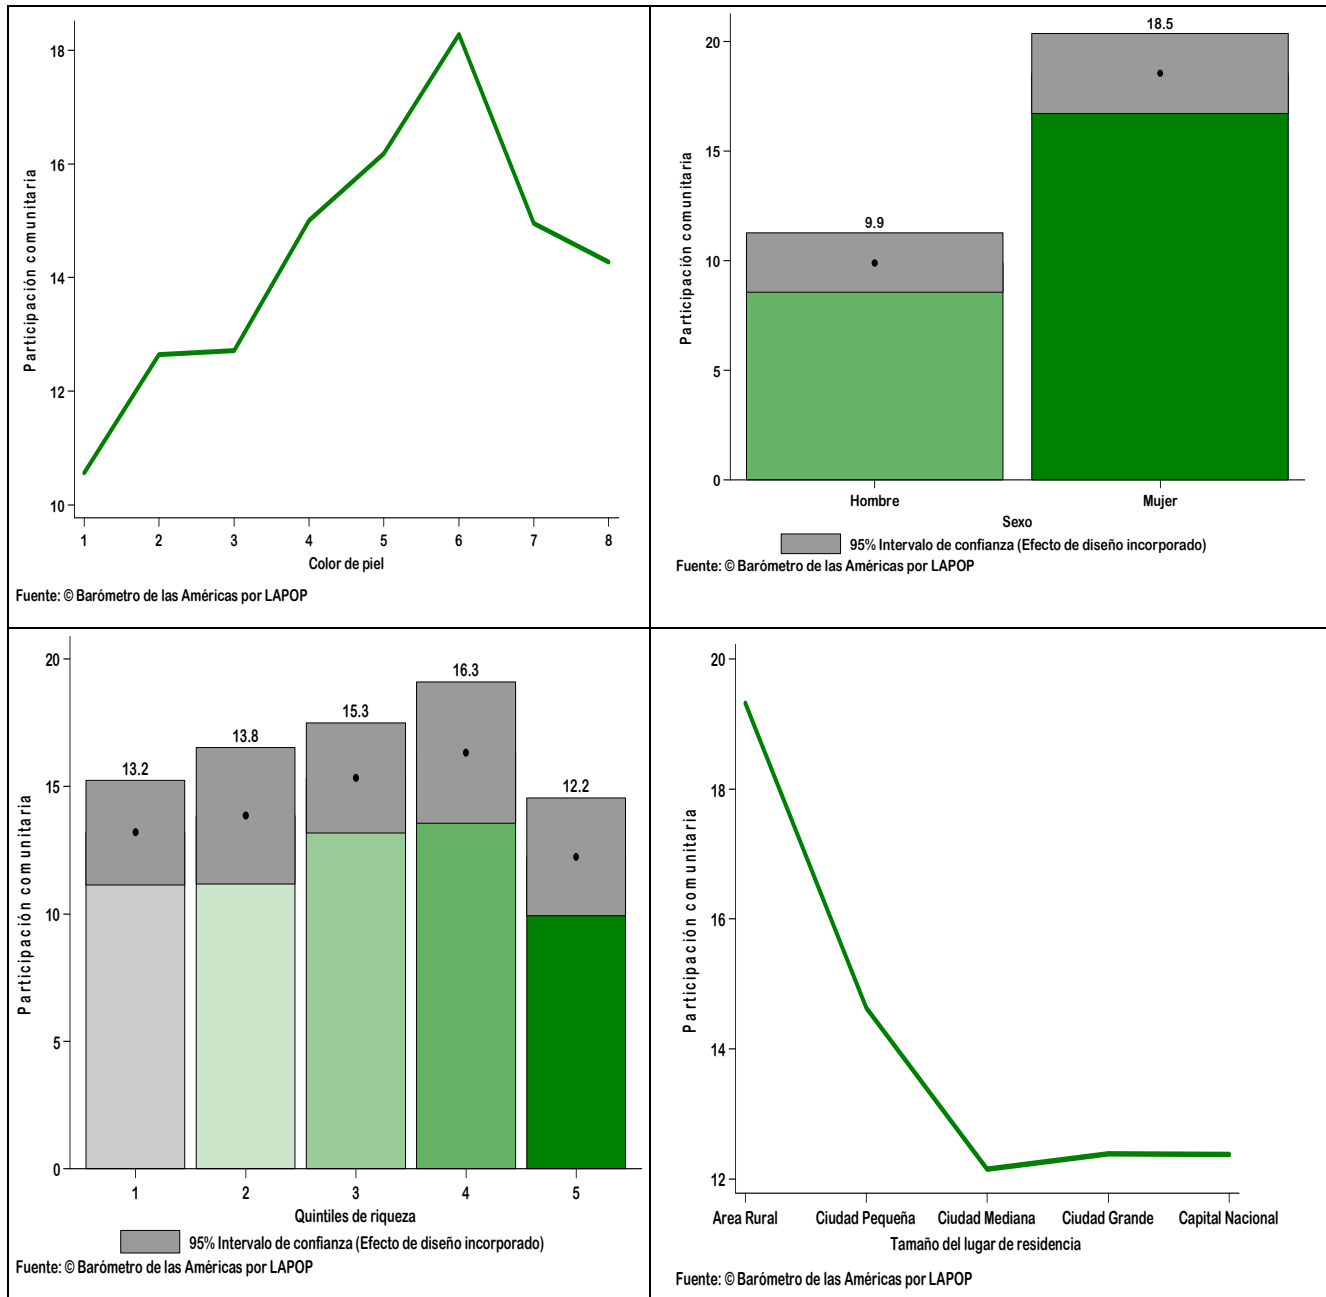 Participación comunitaria
18
16
14
12
10
1 2 3 4 5 6 7 8
Color de piel
Fuente: © Barómetro de las Américas por LAPOP
Participación comunitaria
20
15
10
5
0
9.9
18.5
Hombre Mujer
Sexo
95% Intervalo de confianza (Efecto de diseño incorporado)
Fuente: © Barómetro de las Américas por LAPOP
Participación comunitaria
20
15
10
5
0
13.2 13.8 15.3 16.3 12.2
1 2 3 4 5
Quintiles de riqueza
95% Intervalo de confianza (Efecto de diseño incorporado)
Fuente: © Barómetro de las Américas por LAPOP
Participación comunitaria
20
18
16
14
12
Area Rural Ciudad Pequeña Ciudad Mediana Ciudad Grande Capital Nacional
Tamaño del lugar de residencia
Fuente: © Barómetro de las Américas por LAPOP